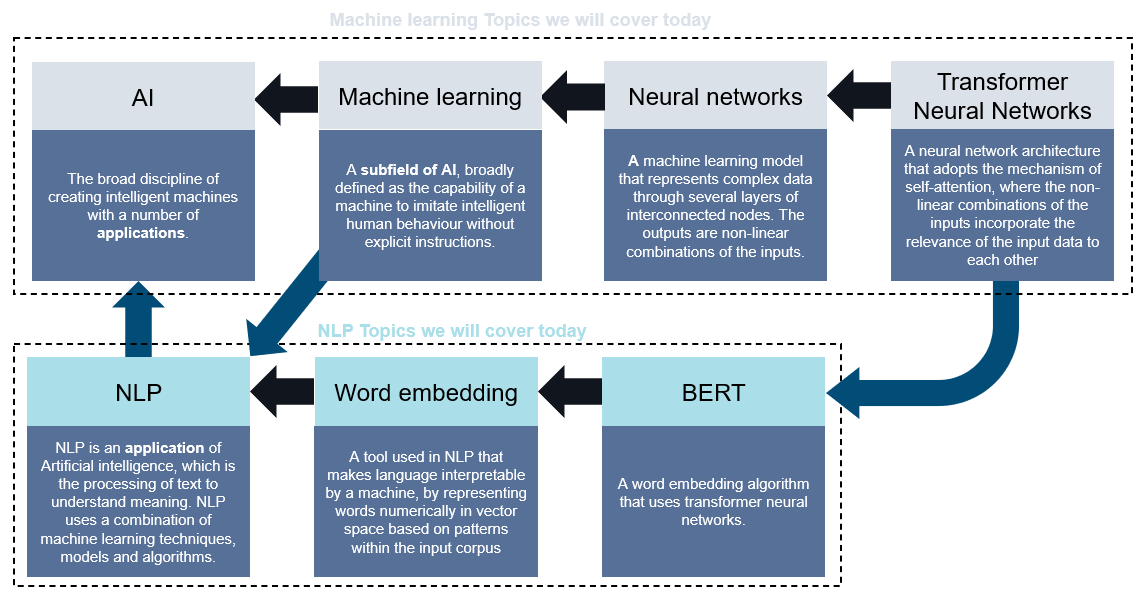 Machine learning Topics we will cover today
AI
The broad discipline of
creating intelligent machines
with a number of
applications.
Machine learning
A subfield of AI, broadly
defined as the capability of a
machine to imitate intelligent
human behaviour without
explicit instructions.
Neural networks
A machine learning model
that represents complex data
through several layers of
interconnected nodes. The
outputs are non-linear
combinations of the inputs.
Transformer
Neural Networks
A neural network architecture
that adopts the mechanism of
self-attention, where the non-
linear combinations of the
inputs incorporate the
relevance of the input data to
each other
NLP Topics we will cover today
NLP
NLP is an application of
Artificial intelligence, which is
the processing of text to
understand meaning. NLP
uses a combination of
machine learning techniques,
models and algorithms.
Word embedding
A tool used in NLP that
makes language interpretable
by a machine, by representing
words numerically in vector
space based on patterns
within the input corpus
BERT
A word embedding algorithm
that uses transformer neural
networks.